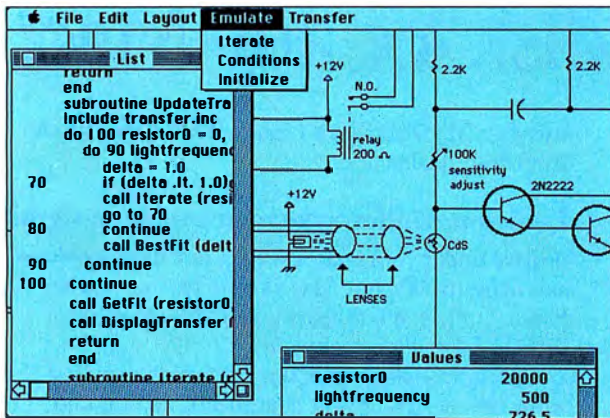 File Edit Layout Emulate Transfer
Iterate
Conditions
Initialize
List
return
end
subroutine UpdateTra
include transfer.inc
do 100 resistor0 = 0,
do 90 lightfrequenc
delta = 1.0
70 if (delta .lt. 1.0)
call Iterate (resi
go to 70
80 continue
call BestFit (delt
90 continue
100 continue
call GetFit (resistor0,
call DisplayTransfer (
return
end
subroutine Iterate (r
+12V
N.O.
relay
200 Ω
+12V
LENSES
2.2K
2.2K
100K
sensitivity
adjust
2N2222
CdS
Values
resistor0 20000
lightfrequency 500
delta 726.5